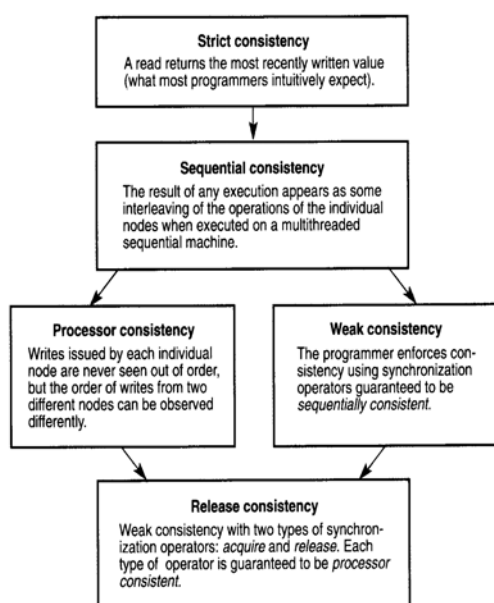 Strict consistency
A read returns the most recently written value
(what most programmers intuitively expect).
Sequential consistency
The result of any execution appears as some
interleaving of the operations of the individual
nodes when executed on a multithreaded
sequential machine.
Processor consistency
Writes issued by each individual
node are never seen out of order,
but the order of writes from two
different nodes can be observed
differently.
Weak consistency
The programmer enforces con-
sistency using synchronization
operators guaranteed to be
sequentially consistent.
Release consistency
Weak consistency with two types of synchron-
ization operators: acquire and release. Each
type of operator is guaranteed to be processor
consistent.